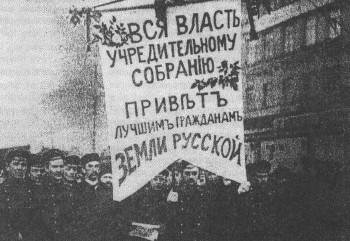 ВСЯ ВЛАСТЬ
УЧРЕДИТЕЛЬНОМУ
СОБРАНІЮ
ПРИВѢТЪ
ЛУЧШИМЪ ГРАЖДАНАМЪ
ЗЕМЛИ РУССКОЙ